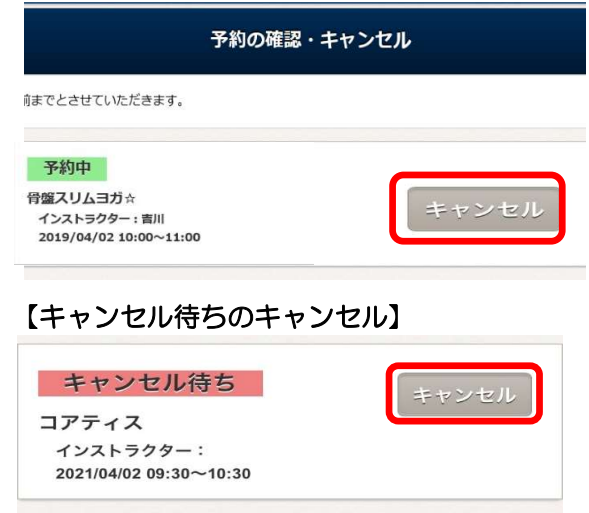 予約の確認・キャンセル
前までとさせていただきます。
予約中
骨盤スリムヨガ☆
キャンセル
インストラクター：吉川
2019/04/02 10:00～11:00
【キャンセル待ちのキャンセル】
キャンセル待ち
キャンセル
コアティス
インストラクター：
2021/04/02 09:30～10:30